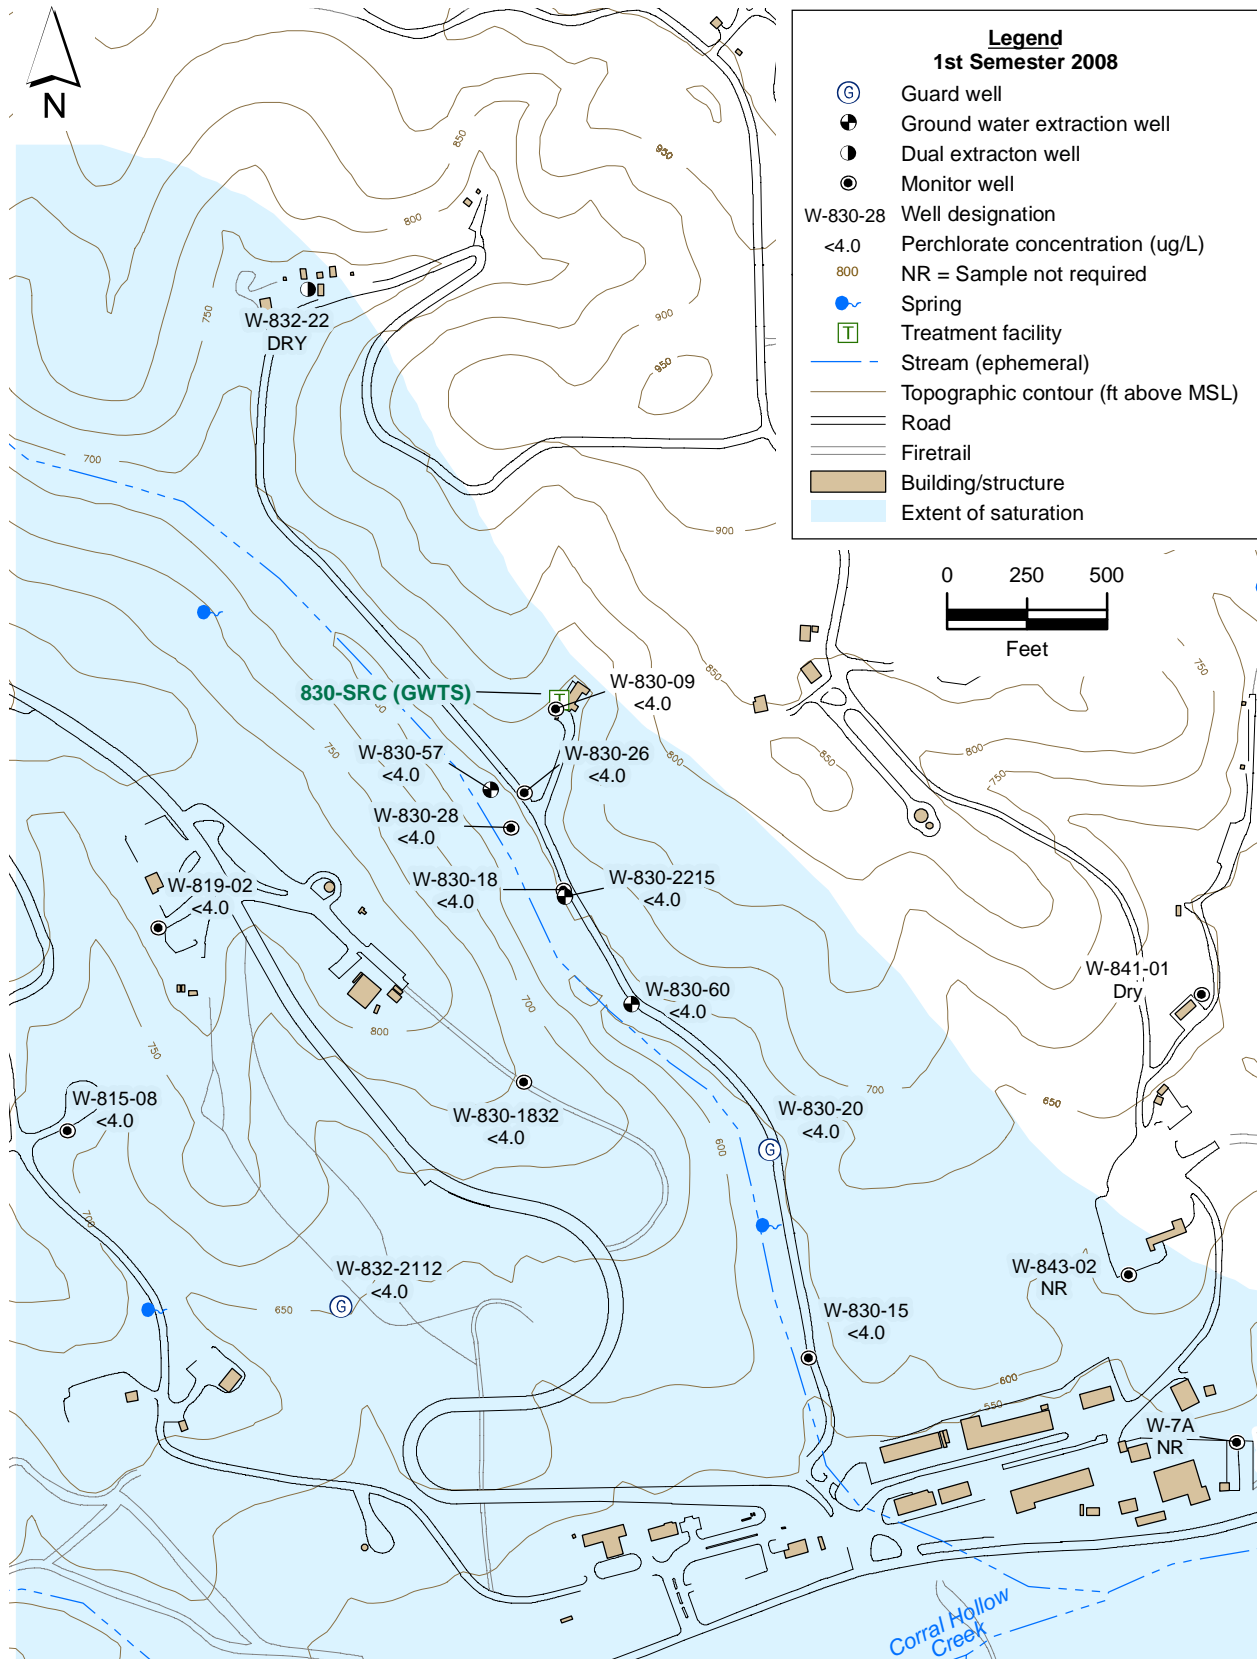 N
Legend
1st Semester 2008
G Guard well
Ground water extraction well
Dual extracton well
Monitor well
W-830-28 Well designation
<4.0 Perchlorate concentration (ug/L)
800 NR = Sample not required
Spring
T Treatment facility
Stream (ephemeral)
Topographic contour (ft above MSL)
Road
Firetrail
Building/structure
Extent of saturation
0 250 500
Feet
850
950
800
750
W-832-22
DRY
900
950
700
900
850
750
830-SRC (GWTS)
T
W-830-09
<4.0
750
800
850
800
750
W-830-57
<4.0
W-830-26
<4.0
W-830-28
<4.0
W-830-18
<4.0
W-830-2215
<4.0
W-819-02
<4.0
W-841-01
Dry
W-830-60
<4.0
700
800
750
700
650
W-815-08
<4.0
W-830-1832
<4.0
W-830-20
<4.0
G
600
700
W-832-2112
<4.0
G
650
W-843-02
NR
W-830-15
<4.0
600
550
W-7A
NR
Corral Hollow
Creek